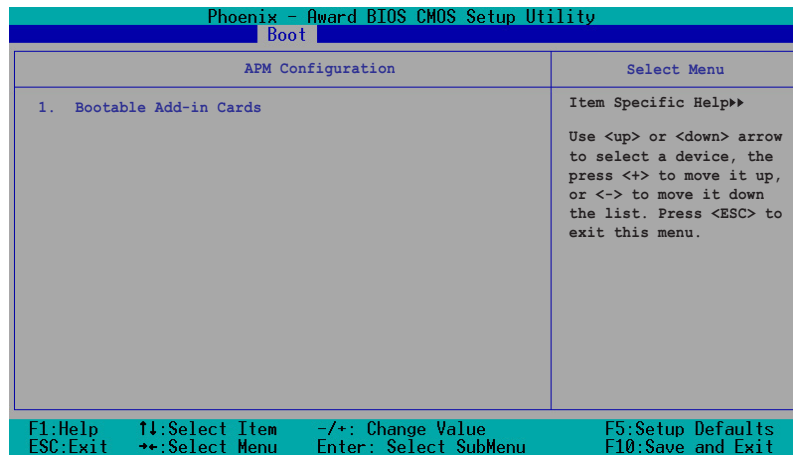 Phoenix - Award BIOS CMOS Setup Utility
Boot
APM Configuration
Select Menu
1. Bootable Add-in Cards
Item Specific Help▸▸
Use <up> or <down> arrow
to select a device, the
press <+> to move it up,
or <-> to move it down
the list. Press <ESC> to
exit this menu.
F1:Help ↑↓:Select Item -/+: Change Value F5:Setup Defaults
ESC:Exit →←:Select Menu Enter: Select SubMenu F10:Save and Exit